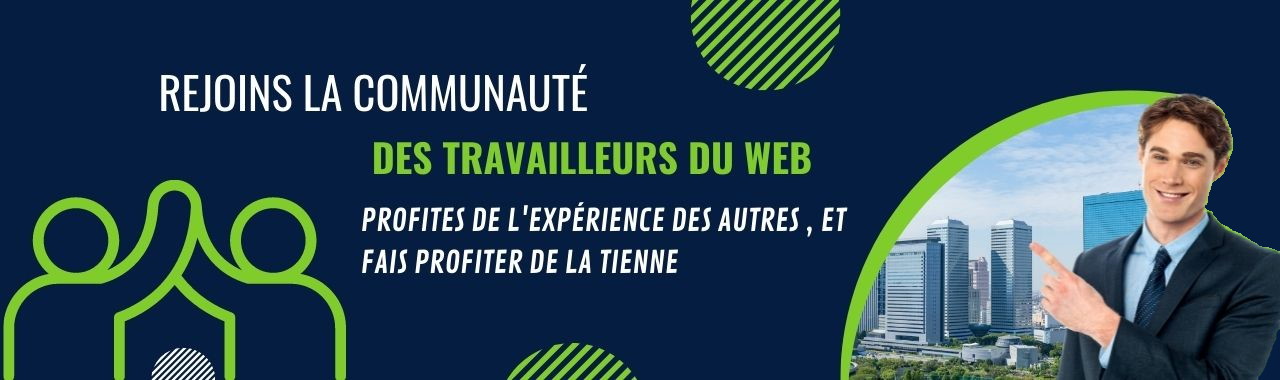 REJOINS LA COMMUNAUTÉ
DES TRAVAILLEURS DU WEB
PROFITES DE L'EXPÉRIENCE DES AUTRES , ET
FAIS PROFITER DE LA TIENNE